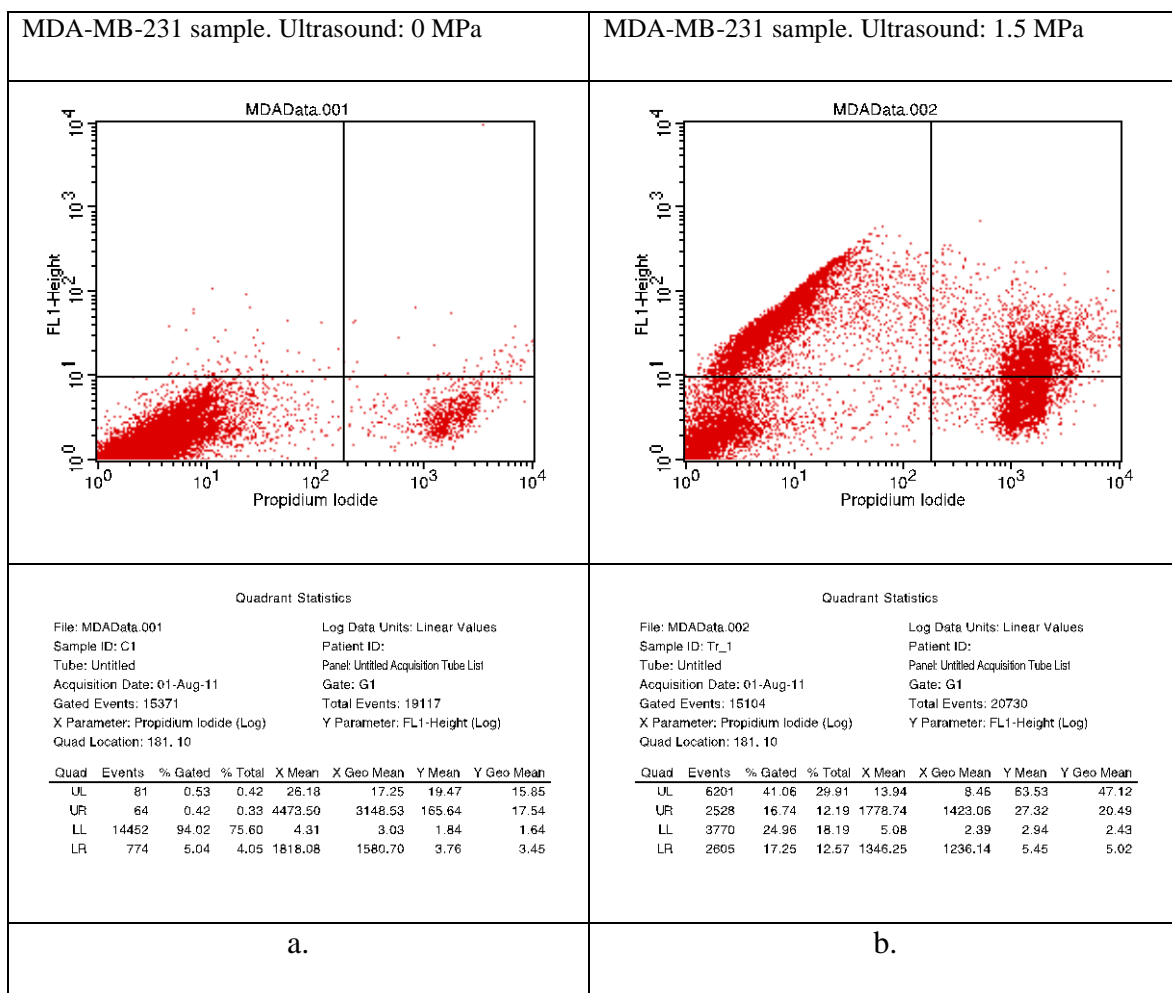 MDA-MB-231 sample. Ultrasound: 0 MPa
MDA-MB-231 sample. Ultrasound: 1.5 MPa
MDAData.001
10^4
10^3
10^2
10^1
10^0
FL1-Height
10^0 10^1 10^2 10^3 10^4
Propidium Iodide
MDAData.002
10^4
10^3
10^2
10^1
10^0
FL1-Height
10^0 10^1 10^2 10^3 10^4
Propidium Iodide
Quadrant Statistics
File: MDAData.001 Log Data Units: Linear Values
Sample ID: C1 Patient ID:
Tube: Untitled Panel: Untitled Acquisition Tube List
Acquisition Date: 01-Aug-11 Gate: G1
Gated Events: 15371 Total Events: 19117
X Parameter: Propidium Iodide (Log) Y Parameter: FL1-Height (Log)
Quad Location: 181, 10
Quad Events % Gated % Total X Mean X Geo Mean Y Mean Y Geo Mean
UL 81 0.53 0.42 26.18 17.25 19.47 15.85
UR 64 0.42 0.33 4473.50 3148.53 165.64 17.54
LL 14452 94.02 75.60 4.31 3.03 1.84 1.64
LR 774 5.04 4.05 1818.08 1580.70 3.76 3.45
Quadrant Statistics
File: MDAData.002 Log Data Units: Linear Values
Sample ID: Tr_1 Patient ID:
Tube: Untitled Panel: Untitled Acquisition Tube List
Acquisition Date: 01-Aug-11 Gate: G1
Gated Events: 15104 Total Events: 20730
X Parameter: Propidium Iodide (Log) Y Parameter: FL1-Height (Log)
Quad Location: 181, 10
Quad Events % Gated % Total X Mean X Geo Mean Y Mean Y Geo Mean
UL 6201 41.06 29.91 13.94 8.46 63.53 47.12
UR 2528 16.74 12.19 1778.74 1423.06 27.32 20.49
LL 3770 24.96 18.19 5.08 2.39 2.94 2.43
LR 2605 17.25 12.57 1346.25 1236.14 5.45 5.02
a.
b.